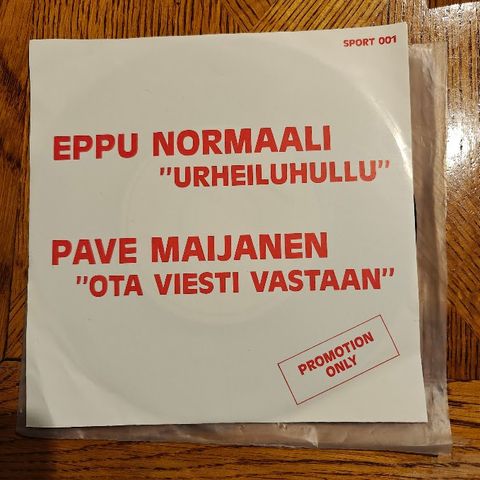 SPORT 001
EPPU NORMAALI
"URHEILUHULLU"
PAVE MAIJANEN
"OTA VIESTI VASTAAN"
PROMOTION
ONLY